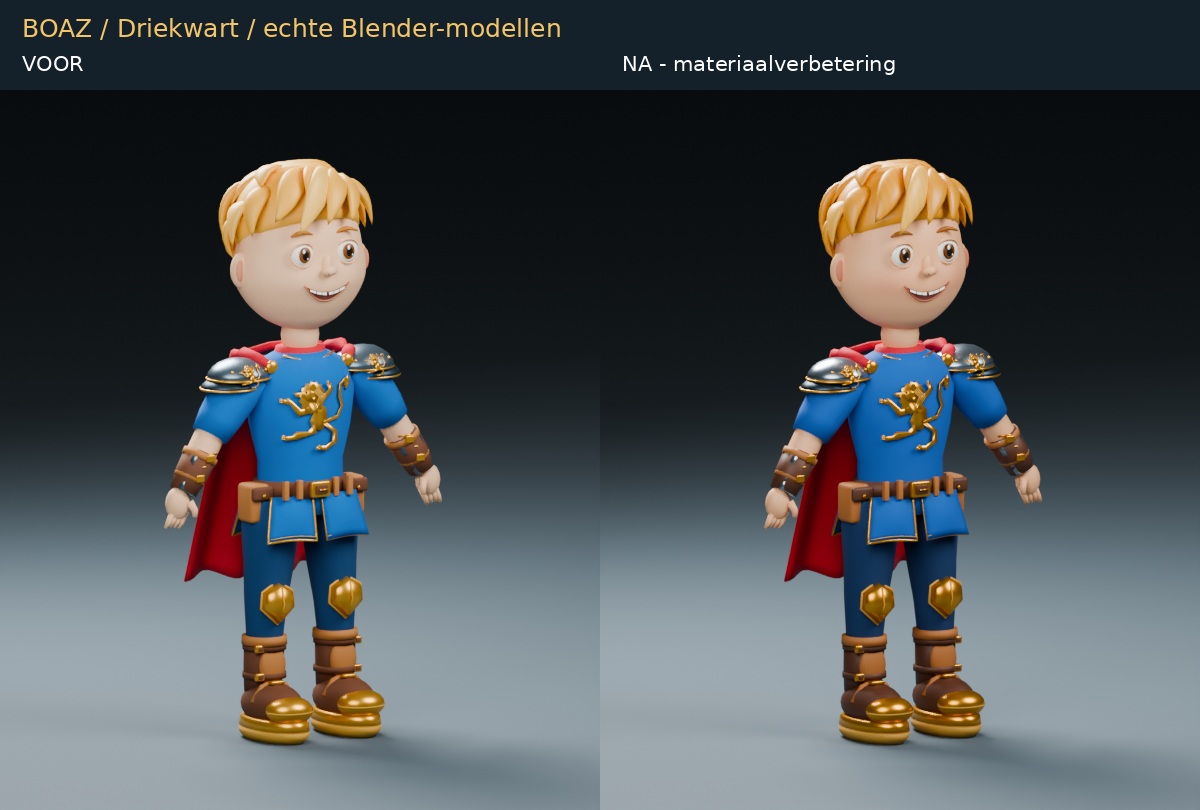 BOAZ / Driekwart / echte Blender-modellen
VOOR
NA - materiaalverbetering